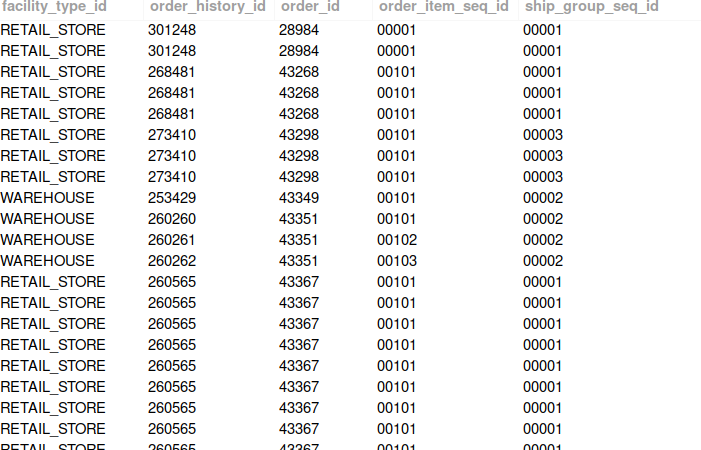 facility_type_id order_history_id order_id order_item_seq_id ship_group_seq_id
RETAIL_STORE 301248 28984 00001 00001
RETAIL_STORE 301248 28984 00001 00001
RETAIL_STORE 268481 43268 00101 00001
RETAIL_STORE 268481 43268 00101 00001
RETAIL_STORE 268481 43268 00101 00001
RETAIL_STORE 273410 43298 00101 00003
RETAIL_STORE 273410 43298 00101 00003
RETAIL_STORE 273410 43298 00101 00003
WAREHOUSE 253429 43349 00101 00002
WAREHOUSE 260260 43351 00101 00002
WAREHOUSE 260261 43351 00102 00002
WAREHOUSE 260262 43351 00103 00002
RETAIL_STORE 260565 43367 00101 00001
RETAIL_STORE 260565 43367 00101 00001
RETAIL_STORE 260565 43367 00101 00001
RETAIL_STORE 260565 43367 00101 00001
RETAIL_STORE 260565 43367 00101 00001
RETAIL_STORE 260565 43367 00101 00001
RETAIL_STORE 260565 43367 00101 00001
RETAIL_STORE 260565 43367 00101 00001
RETAIL_STORE 260565 43367 00101 00001